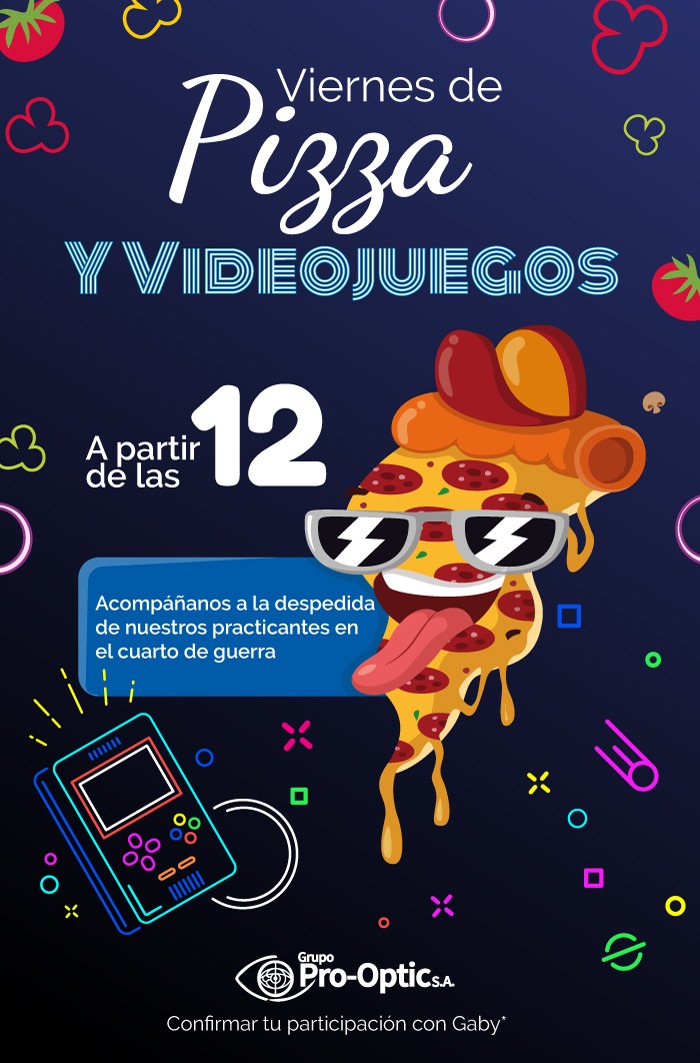 Viernes de
Pizza
Y VIDEOJUEGOS
A partir
de las 12
Acompáñanos a la despedida
de nuestros practicantes en
el cuarto de guerra
Grupo
Pro-Optic S.A.
Confirmar tu participación con Gaby*